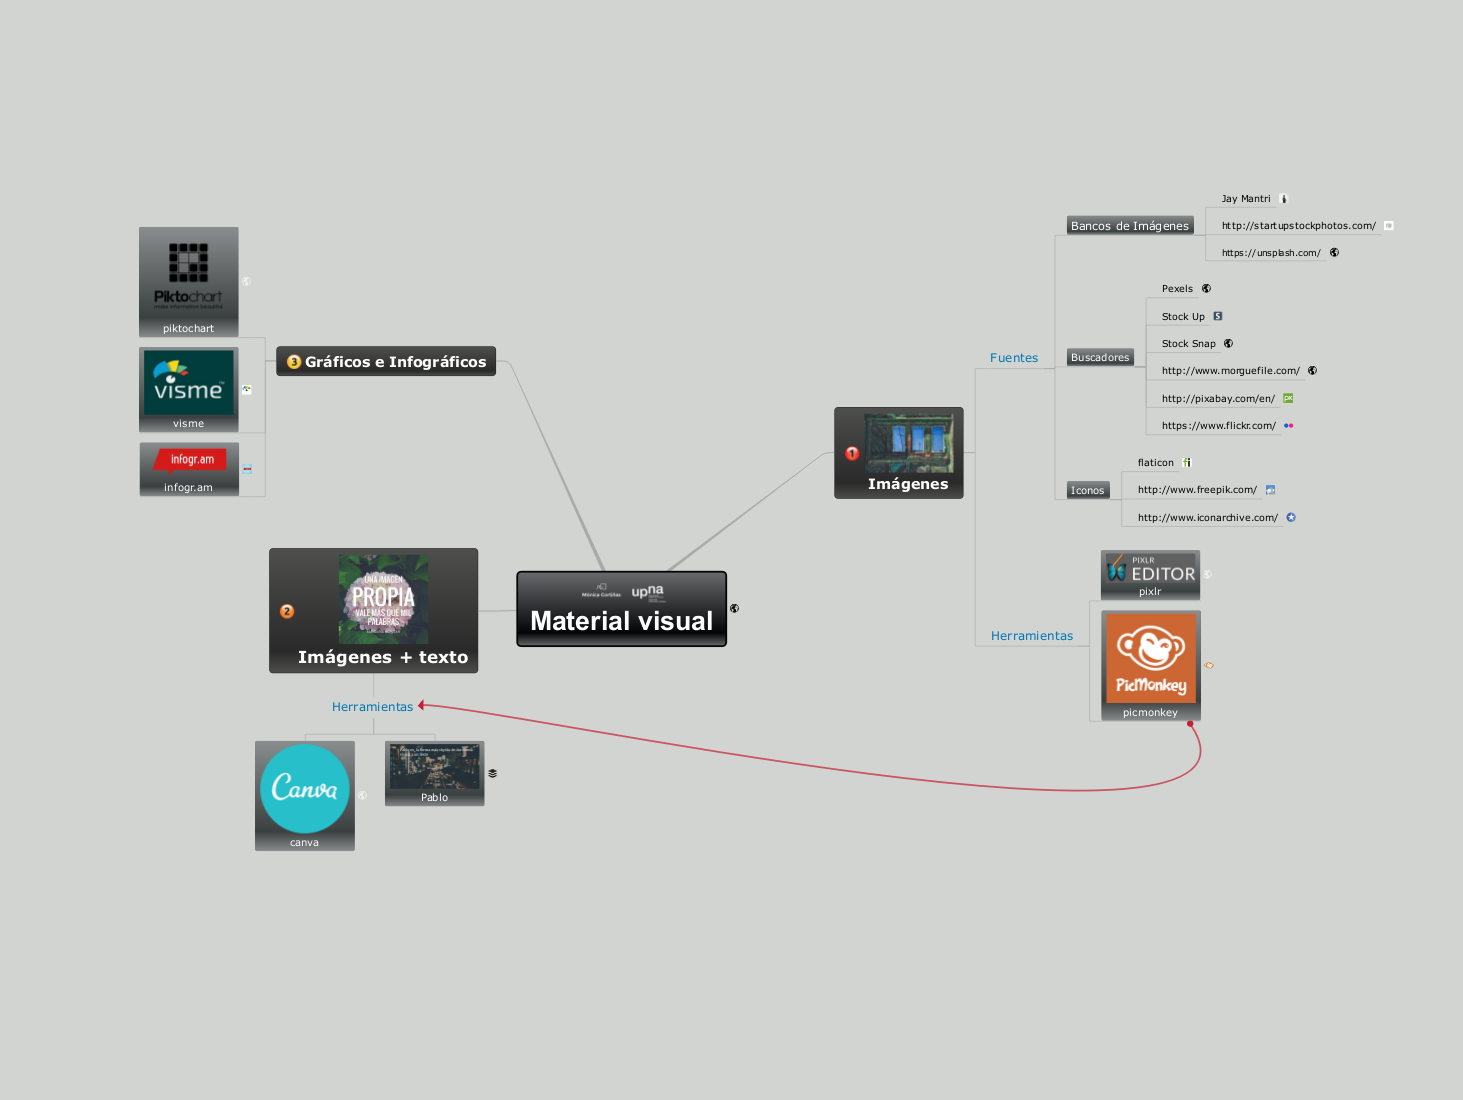 Mónica Cortiñas
upna
Material visual
1
Imágenes
Fuentes
Bancos de Imágenes
Jay Mantri
http://startupstockphotos.com/
https://unsplash.com/
Buscadores
Pexels
Stock Up
S
Stock Snap
http://www.morguefile.com/
http://pixabay.com/en/
https://www.flickr.com/
Iconos
flaticon
http://www.freepik.com/
http://www.iconarchive.com/
Herramientas
PIXLR
EDITOR
pixlr
PicMonkey
picmonkey
2
UNA IMAGEN
PROPIA
VALE MÁS QUE MIL
PALABRAS
Imágenes + texto
Herramientas
Canva
canva
Pablo
3 Gráficos e Infográficos
Piktochart
make information beautiful
piktochart
visme
visme
infogr.am
infogr.am